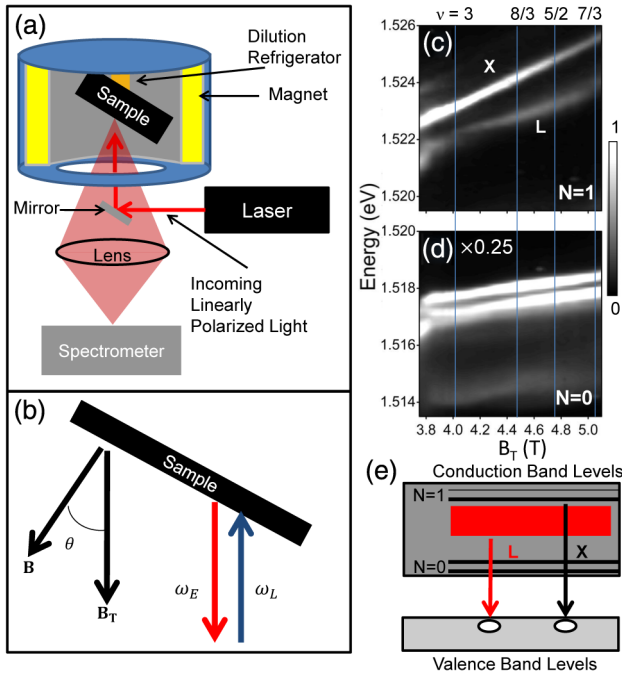 (a)
Dilution
Refrigerator
Magnet
Sample
Mirror
Laser
Lens
Incoming
Linearly
Polarized Light
Spectrometer
(b)
Sample
θ
B
B_T
ω_E
ω_L
ν = 3 8/3 5/2 7/3
(c)
1.526
1.524
1.522
1.520
X
L
N=1
Energy (eV)
(d)
×0.25
1.520
1.518
1.516
1.514
N=0
3.8 4.0 4.2 4.4 4.6 4.8 5.0
B_T (T)
1
0
(e)
Conduction Band Levels
N=1
L X
N=0
Valence Band Levels